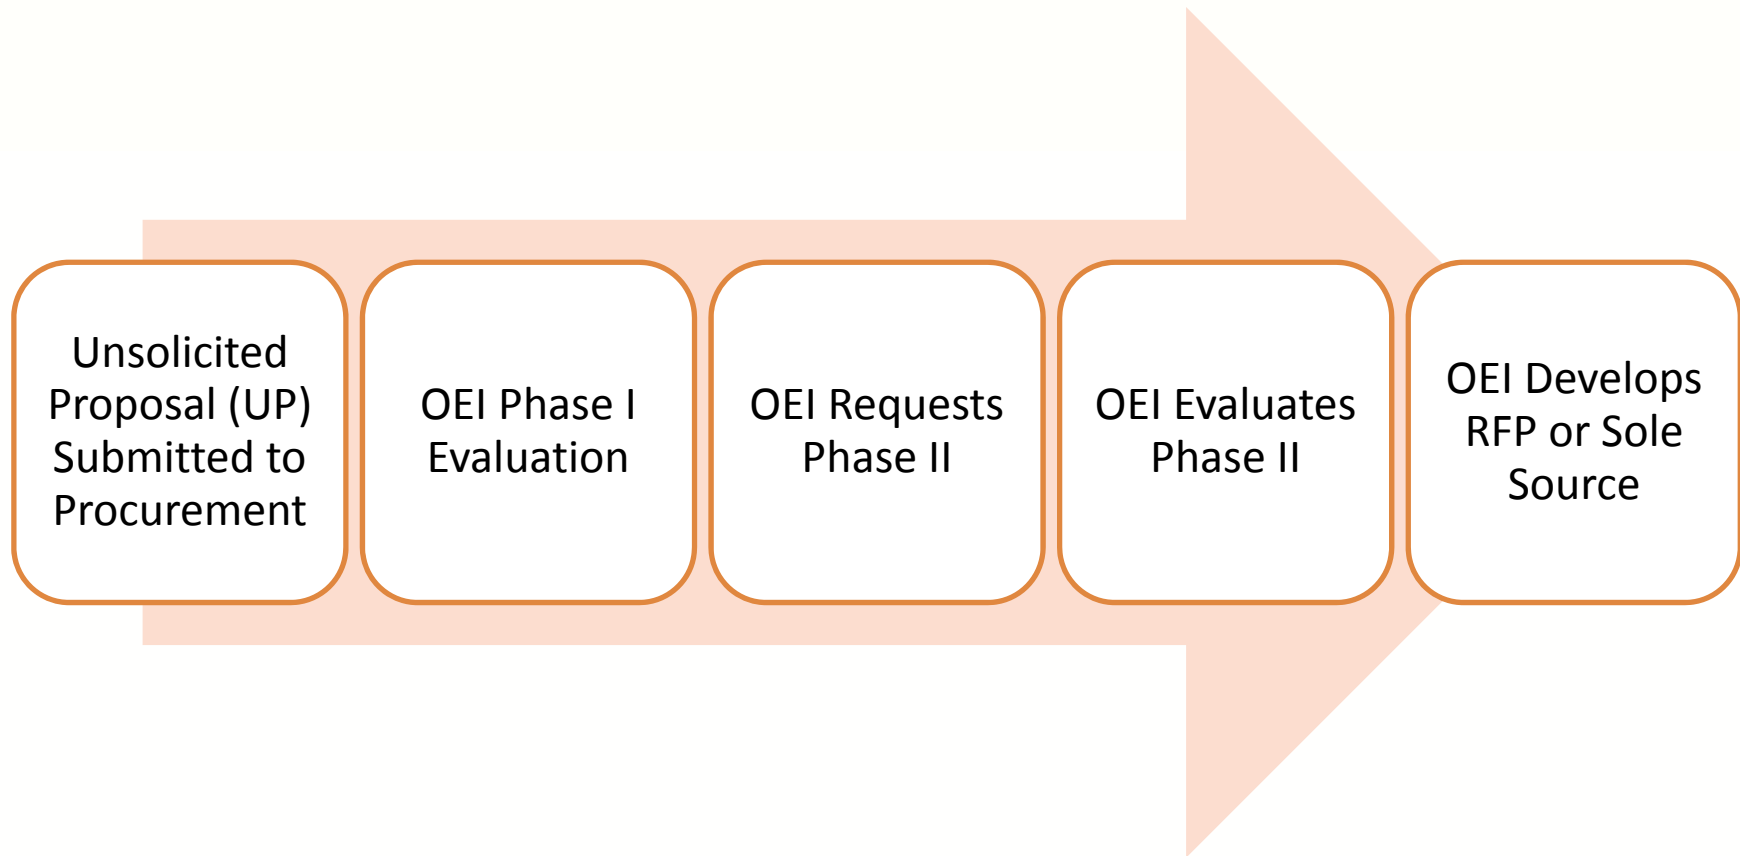 Unsolicited
Proposal (UP)
Submitted to
Procurement
OEI Phase I
Evaluation
OEI Requests
Phase II
OEI Evaluates
Phase II
OEI Develops
RFP or Sole
Source